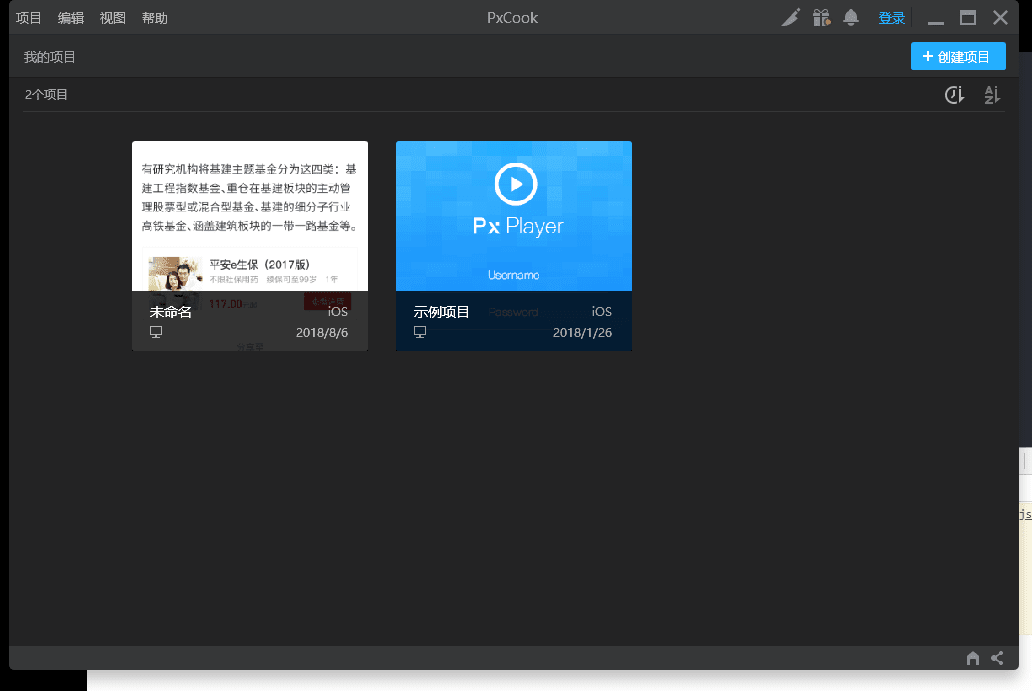 项目 编辑 视图 帮助 PxCook 登录
我的项目 + 创建项目
2个项目
有研究机构将基建主题基金分为这四类：基
建工程指数基金、重仓在基建板块的主动管
理股票型或混合型基金、基建的细分子行业
高铁基金、涵盖建筑板块的一带一路基金等。
平安e生保（2017版）
不限社保用药 续保可至99岁 1年
117.00
未命名 iOS
2018/8/6
Px Player
Username
Password
示例项目 iOS
2018/1/26
js